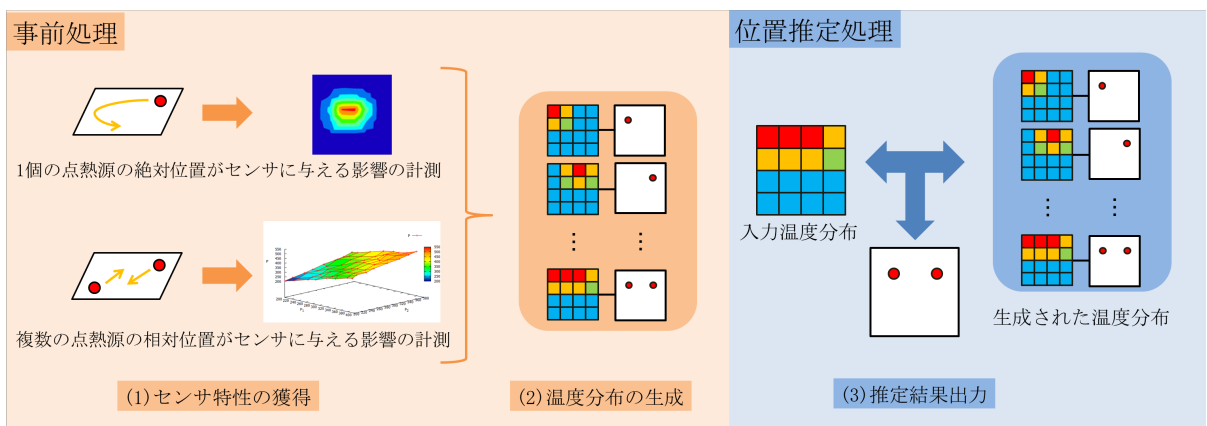 事前処理
1個の点熱源の絶対位置がセンサに与える影響の計測
複数の点熱源の相対位置がセンサに与える影響の計測
(1)センサ特性の獲得
(2)温度分布の生成
位置推定処理
入力温度分布
生成された温度分布
(3)推定結果出力